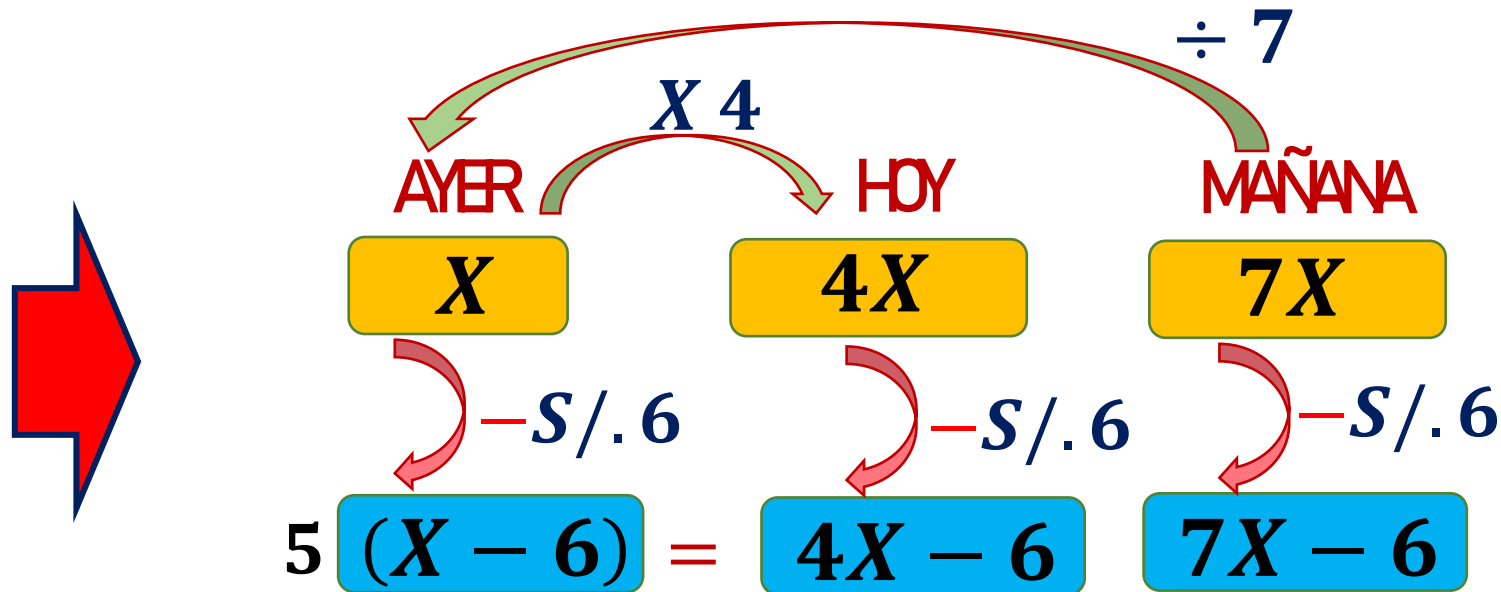 ÷ 7
X 4
AYER HOY MAÑANA
X 4X 7X
−S/. 6 −S/. 6 −S/. 6
5 (X − 6) = 4X − 6 7X − 6